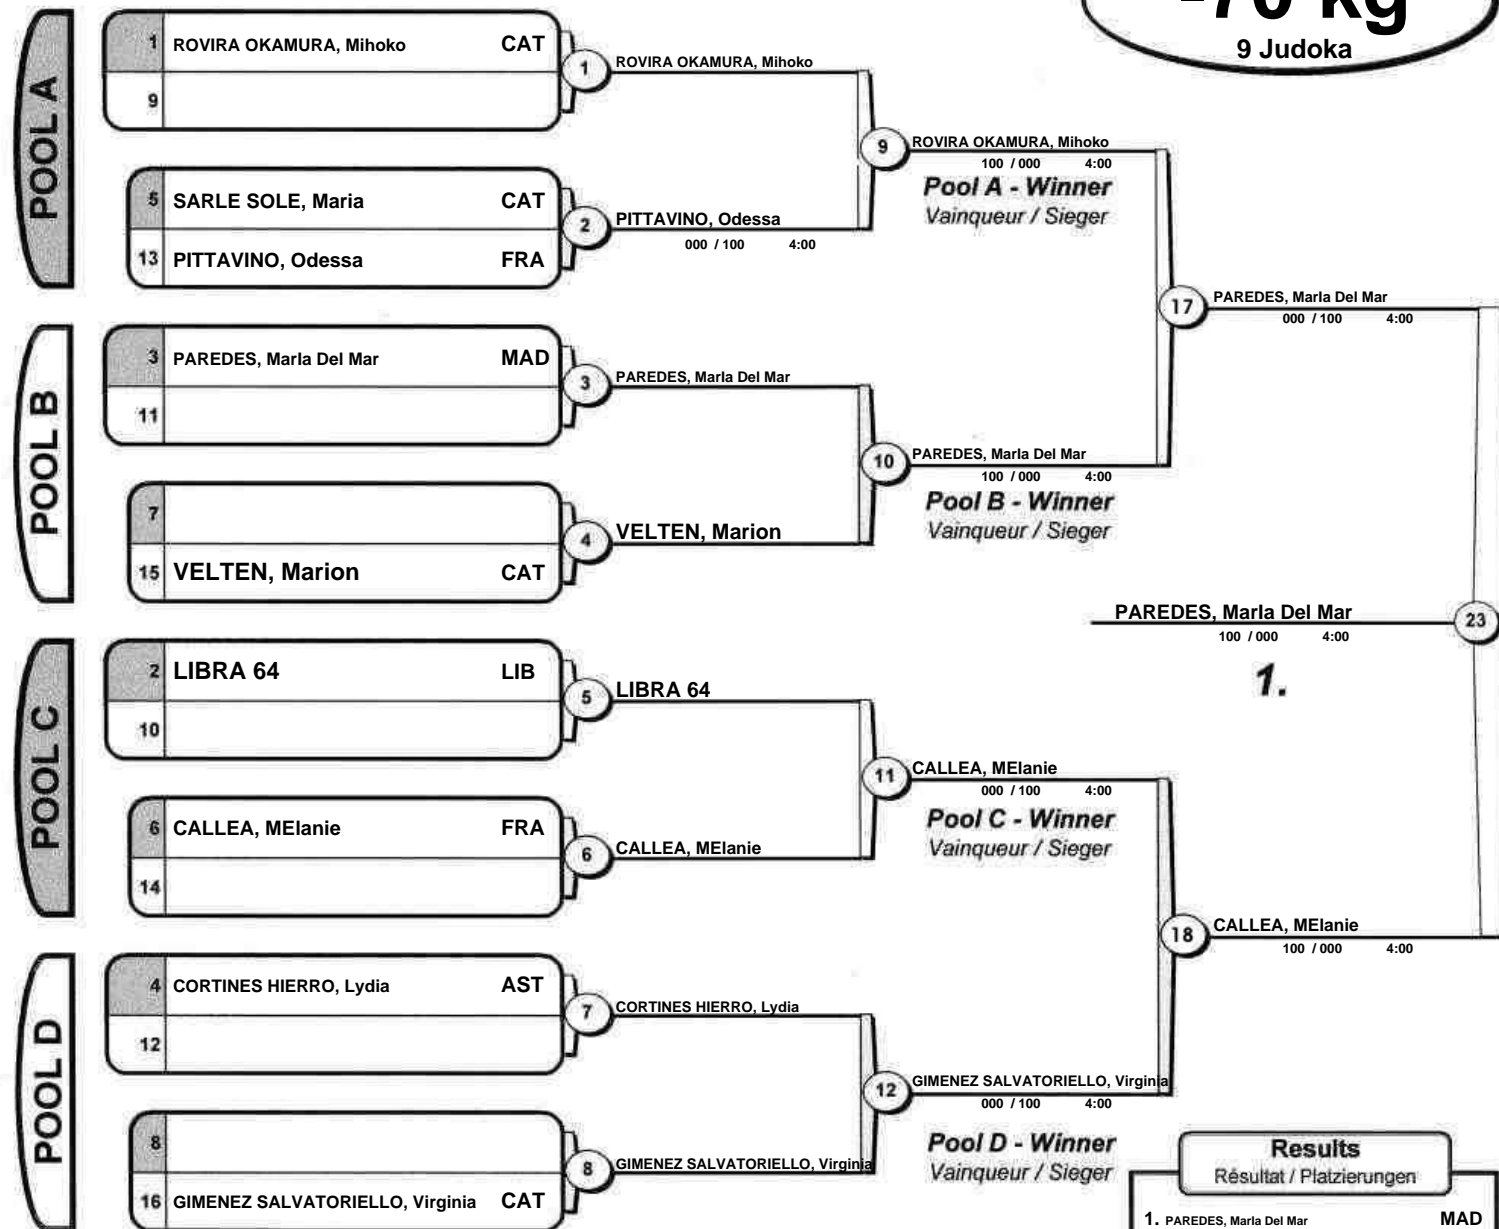 -70 kg
9 Judoka
POOL A
1 ROVIRA OKAMURA, Mihoko CAT
9
1 ROVIRA OKAMURA, Mihoko
5 SARLE SOLE, Maria CAT
13 PITTAVINO, Odessa FRA
2 PITTAVINO, Odessa
000 / 100 4:00
9 ROVIRA OKAMURA, Mihoko
100 / 000 4:00
Pool A - Winner
Vainqueur / Sieger
POOL B
3 PAREDES, Marla Del Mar MAD
11
3 PAREDES, Marla Del Mar
7
15 VELTEN, Marion CAT
4 VELTEN, Marion
10 PAREDES, Marla Del Mar
100 / 000 4:00
Pool B - Winner
Vainqueur / Sieger
17 PAREDES, Marla Del Mar
000 / 100 4:00
PAREDES, Marla Del Mar 23
100 / 000 4:00
1.
POOL C
2 LIBRA 64 LIB
10
5 LIBRA 64
6 CALLEA, MElanie FRA
14
6 CALLEA, MElanie
11 CALLEA, MElanie
000 / 100 4:00
Pool C - Winner
Vainqueur / Sieger
18 CALLEA, MElanie
100 / 000 4:00
POOL D
4 CORTINES HIERRO, Lydia AST
12
7 CORTINES HIERRO, Lydia
8
16 GIMENEZ SALVATORIELLO, Virginia CAT
8 GIMENEZ SALVATORIELLO, Virginia
12 GIMENEZ SALVATORIELLO, Virginia
000 / 100 4:00
Pool D - Winner
Vainqueur / Sieger
Results
Résultat / Platzierungen
1. PAREDES, Marla Del Mar MAD